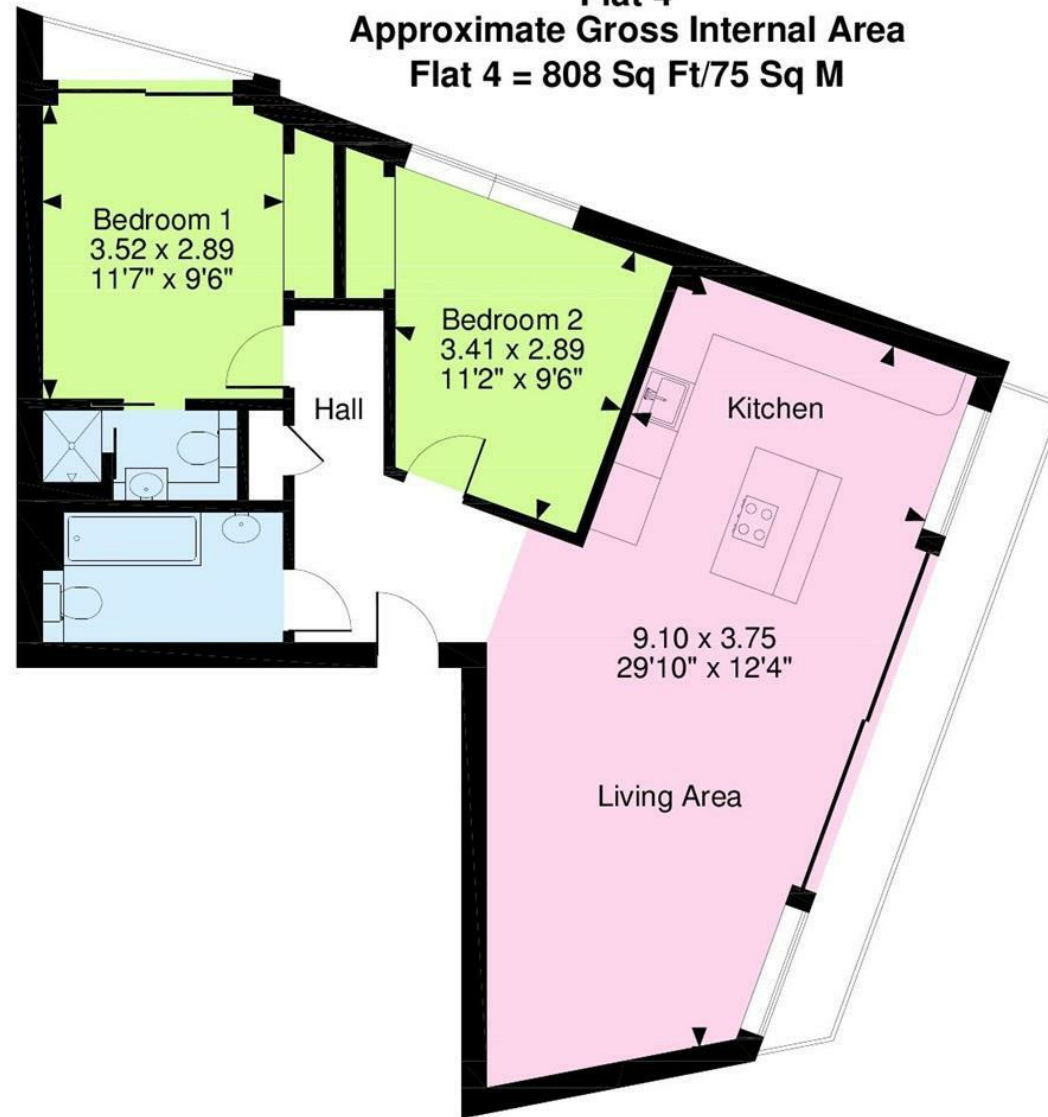 Flat 4
Approximate Gross Internal Area
Flat 4 = 808 Sq Ft/75 Sq M
Bedroom 1
3.52 x 2.89
11'7" x 9'6"
Bedroom 2
3.41 x 2.89
11'2" x 9'6"
Hall
Kitchen
9.10 x 3.75
29'10" x 12'4"
Living Area